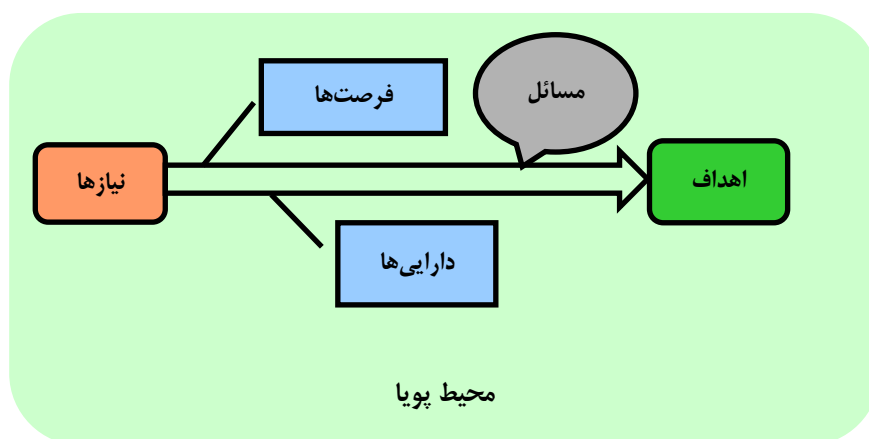 فرصت‌ها
مسائل
نیازها
اهداف
دارایی‌ها
محیط پویا